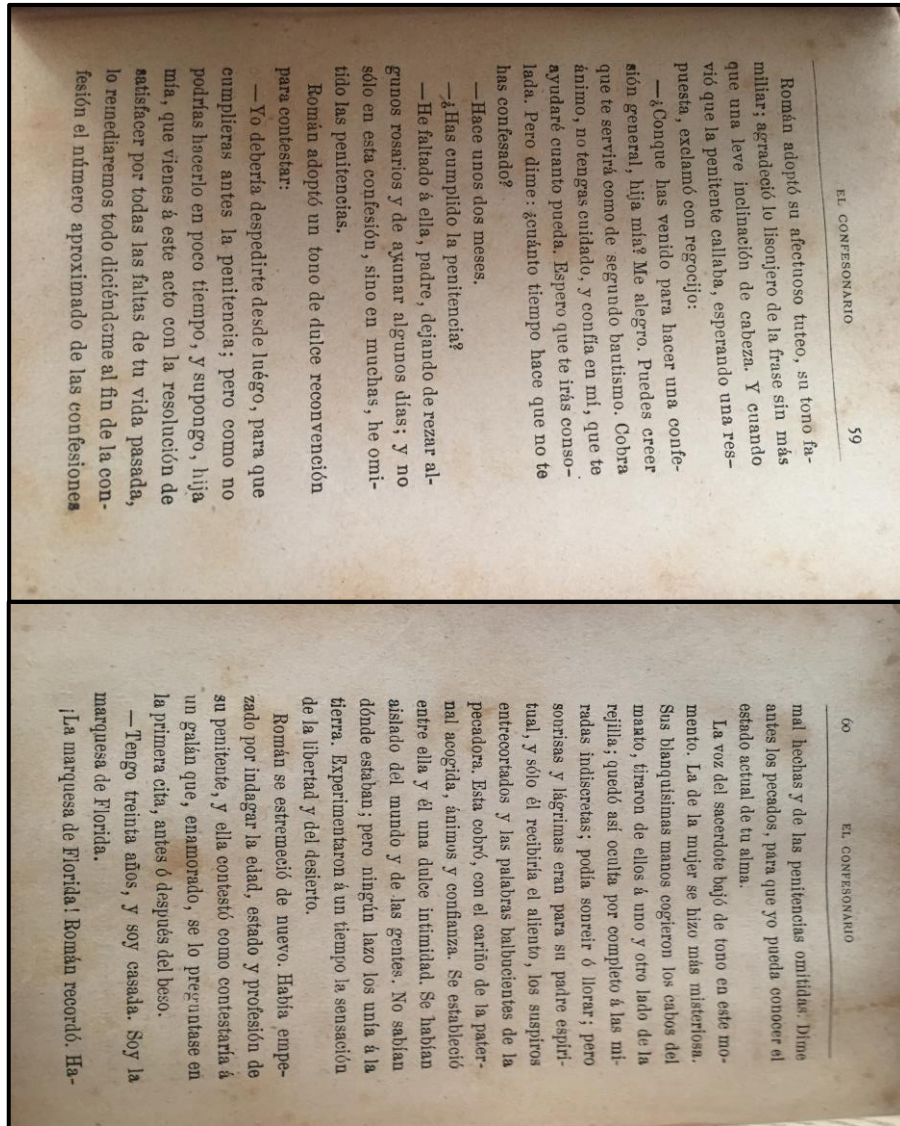 EL CONFESONARIO 59
Román adoptó su afectuoso tuteo, su tono fa-
miliar; agradeció lo lisonjero de la frase sin más
que una leve inclinación de cabeza. Y cuando
vió que la penitente callaba, esperando una res-
puesta, exclamó con regocijo:
—¿Conque has venido para hacer una confe-
sión general, hija mía? Me alegro. Puedes creer
que te servirá como de segundo bautismo. Cobra
ánimo, no tengas cuidado, y confía en mí, que te
ayudaré cuanto pueda. Espero que te irás conso-
lada. Pero dime: ¿cuánto tiempo hace que no te
has confesado?
—Hace unos dos meses.
—¿Has cumplido la penitencia?
—He faltado á ella, padre, dejando de rezar al-
gunos rosarios y de ayunar algunos días; y no
sólo en esta confesión, sino en muchas, he omi-
tido las penitencias.
Román adoptó un tono de dulce reconvención
para contestar:
—Yo debería despedirte desde luégo, para que
cumplieras antes la penitencia; pero como no
podrías hacerlo en poco tiempo, y supongo, hija
mía, que vienes á este acto con la resolución de
satisfacer por todas las faltas de tu vida pasada,
lo remediaremos todo diciéndome al fin de la con-
fesión el número aproximado de las confesiones
60 EL CONFESONARIO
mal hechas y de las penitencias omitidas. Dime
antes los pecados, para que yo pueda conocer el
estado actual de tu alma.
La voz del sacerdote bajó de tono en este mo-
mento. La de la mujer se hizo más misteriosa.
Sus blanquísimas manos cogieron los cabos del
manto, tiraron de ellos á uno y otro lado de la
rejilla; quedó así oculta por completo á las mi-
radas indiscretas; podía sonreir ó llorar; pero
sonrisas y lágrimas eran para su padre espiri-
tual, y sólo él recibiría el aliento, los suspiros
entrecortados y las palabras balbucientes de la
pecadora. Esta cobró, con el cariño de la pater-
nal acogida, ánimos y confianza. Se estableció
entre ella y él una dulce intimidad. Se habían
aislado del mundo y de las gentes. No sabían
dónde estaban; pero ningún lazo los unía á la
tierra. Experimentaron á un tiempo la sensación
de la libertad y del desierto.
Román se estremeció de nuevo. Había empe-
zado por indagar la edad, estado y profesión de
su penitente, y ella contestó como contestaría á
un galán que, enamorado, se lo preguntase en
la primera cita, antes ó después del beso.
—Tengo treinta años, y soy casada. Soy la
marquesa de Florida.
¡La marquesa de Florida! Román recordó. Ha-